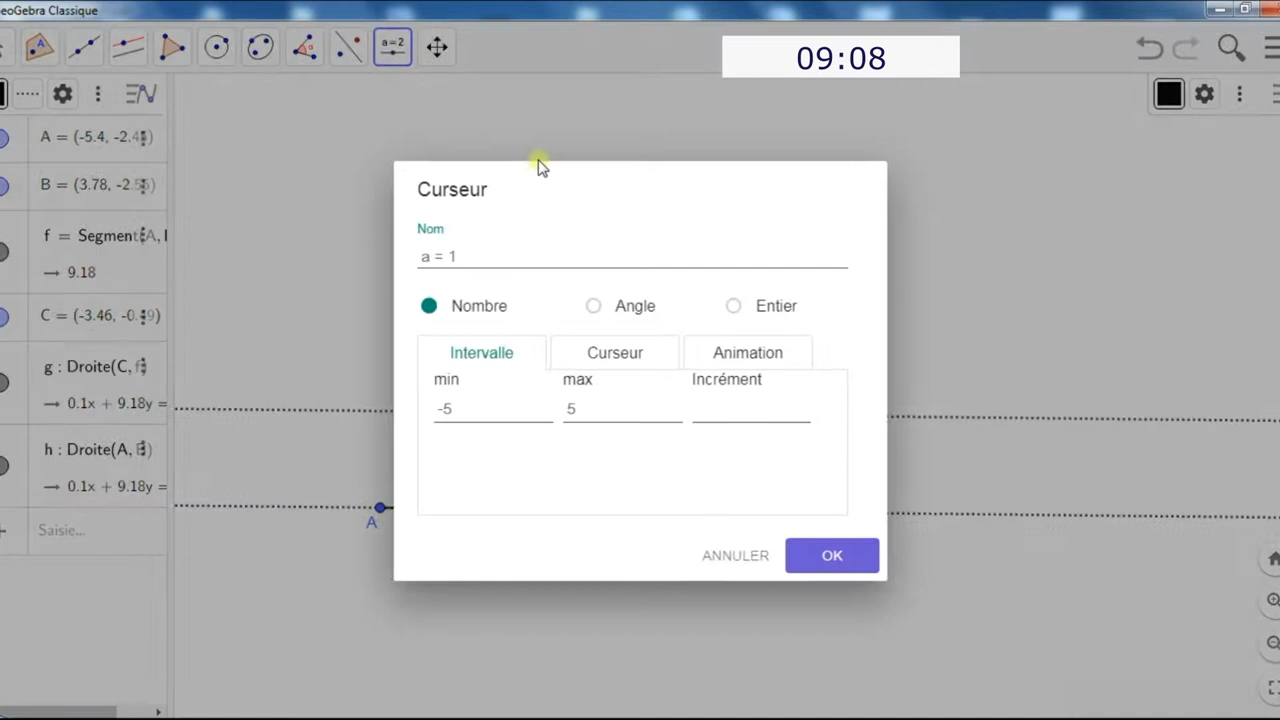 eoGebra Classique
a=2
09:08
A = (-5.4, -2.4
B = (3.78, -2.5
f = Segment(A,
→ 9.18
C = (-3.46, -0.
g : Droite(C, f
→ 0.1x + 9.18y =
h : Droite(A, B)
→ 0.1x + 9.18y =
Saisie...
Curseur
Nom
a = 1
Nombre Angle Entier
Intervalle Curseur Animation
min max Incrément
-5 5
ANNULER OK
A